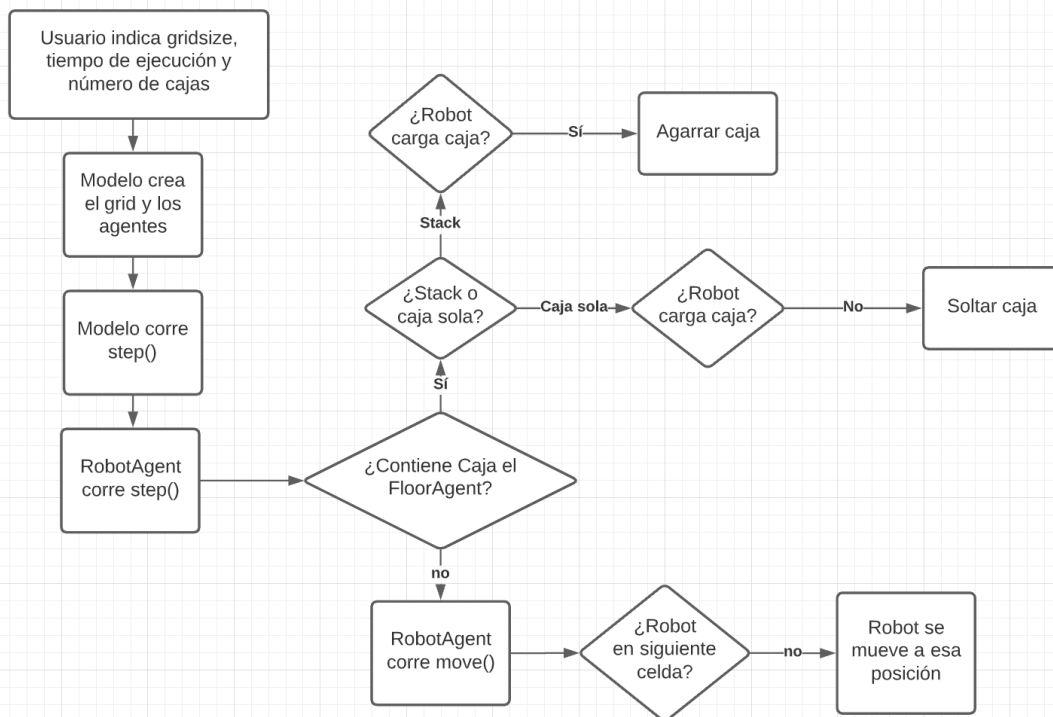 Usuario indica gridsize,
tiempo de ejecución y
número de cajas
Modelo crea
el grid y los
agentes
Modelo corre
step()
RobotAgent
corre step()
¿Contiene Caja el
FloorAgent?
Sí
¿Stack o
caja sola?
Stack
¿Robot
carga caja?
Sí
Agarrar caja
Caja sola
¿Robot
carga caja?
No
Soltar caja
no
RobotAgent
corre move()
¿Robot
en siguiente
celda?
no
Robot se
mueve a esa
posición